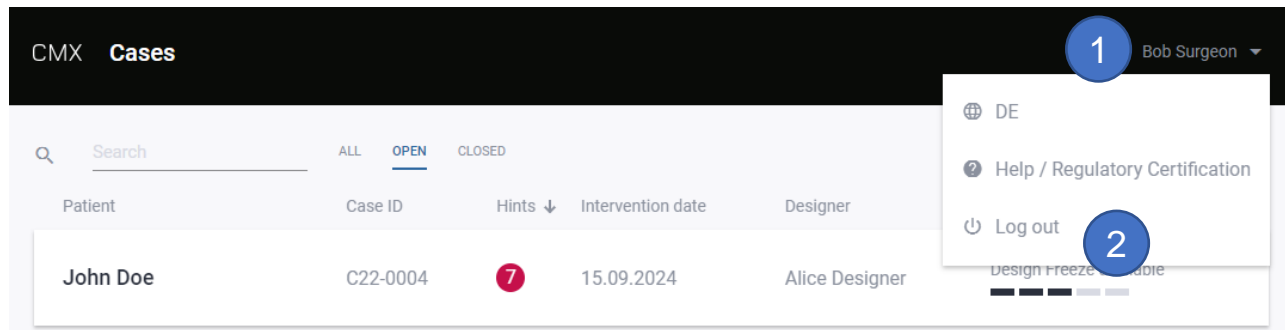 CMX Cases
1
Bob Surgeon
DE
Help / Regulatory Certification
Log out
2
Search
ALL OPEN CLOSED
Patient Case ID Hints Intervention date Designer
John Doe C22-0004 7 15.09.2024 Alice Designer
Design Freeze